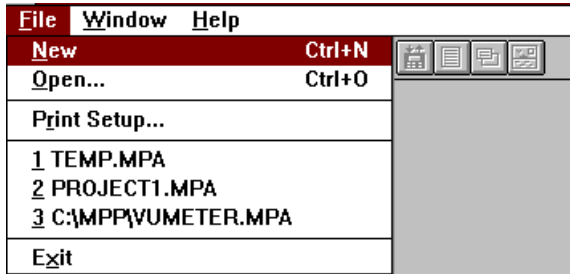 File Window Help
New Ctrl+N
Open... Ctrl+O
Print Setup...
1 TEMP.MPA
2 PROJECT1.MPA
3 C:\MPP\VUMETER.MPA
Exit